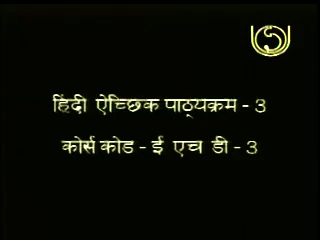 हिंदी ऐच्छिक पाठ्यक्रम - 3
कोर्स कोड - ई एच डी - 3